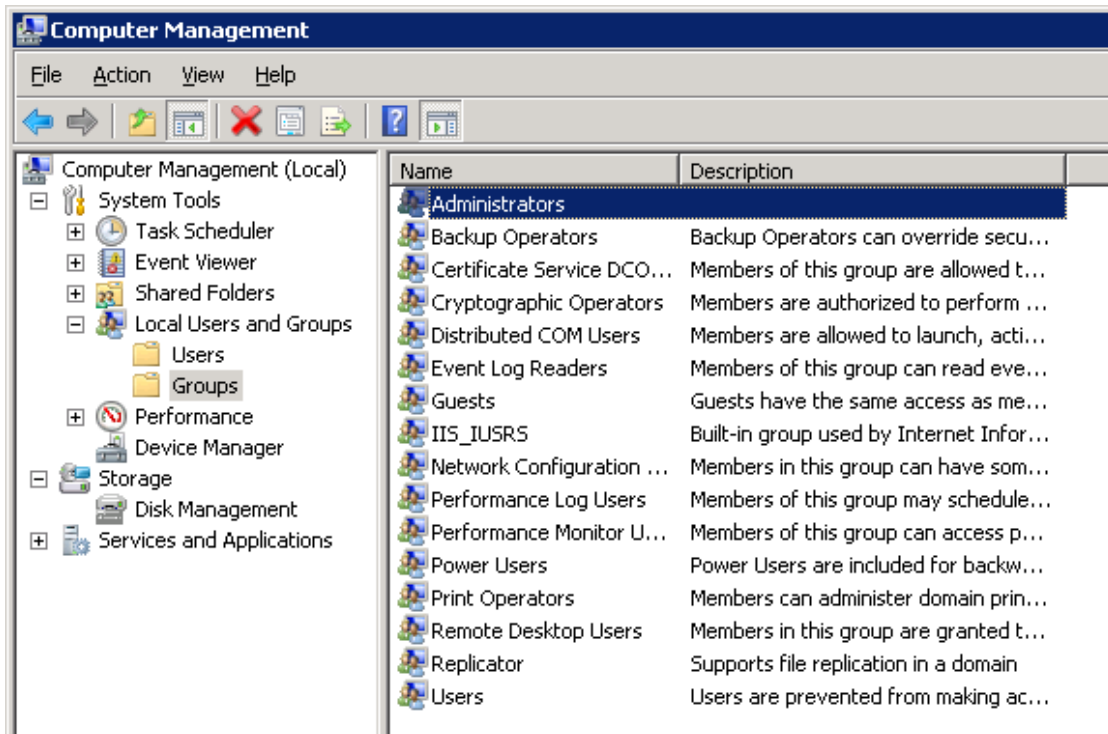 Computer Management
File Action View Help
Computer Management (Local)
System Tools
Task Scheduler
Event Viewer
Shared Folders
Local Users and Groups
Users
Groups
Performance
Device Manager
Storage
Disk Management
Services and Applications
Name Description
Administrators
Backup Operators Backup Operators can override secu...
Certificate Service DCO... Members of this group are allowed t...
Cryptographic Operators Members are authorized to perform ...
Distributed COM Users Members are allowed to launch, acti...
Event Log Readers Members of this group can read eve...
Guests Guests have the same access as me...
IIS_IUSRS Built-in group used by Internet Infor...
Network Configuration ... Members in this group can have som...
Performance Log Users Members of this group may schedule...
Performance Monitor U... Members of this group can access p...
Power Users Power Users are included for backw...
Print Operators Members can administer domain prin...
Remote Desktop Users Members in this group are granted t...
Replicator Supports file replication in a domain
Users Users are prevented from making ac...